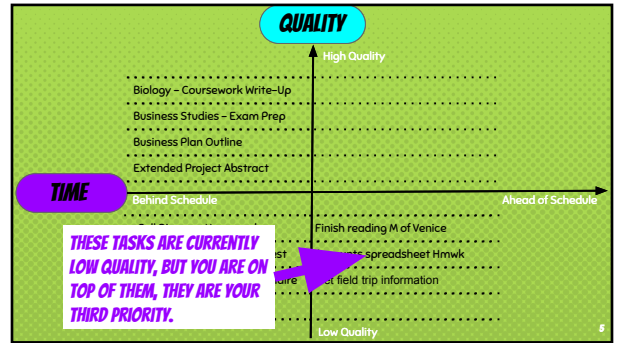 QUALITY
High Quality
Biology - Coursework Write-Up
Business Studies - Exam Prep
Business Plan Outline
Extended Project Abstract
TIME
Behind Schedule
Ahead of Schedule
Finish reading M of Venice
spreadsheet Hmwk
field trip information
THESE TASKS ARE CURRENTLY
LOW QUALITY, BUT YOU ARE ON
TOP OF THEM, THEY ARE YOUR
THIRD PRIORITY.
Low Quality
5